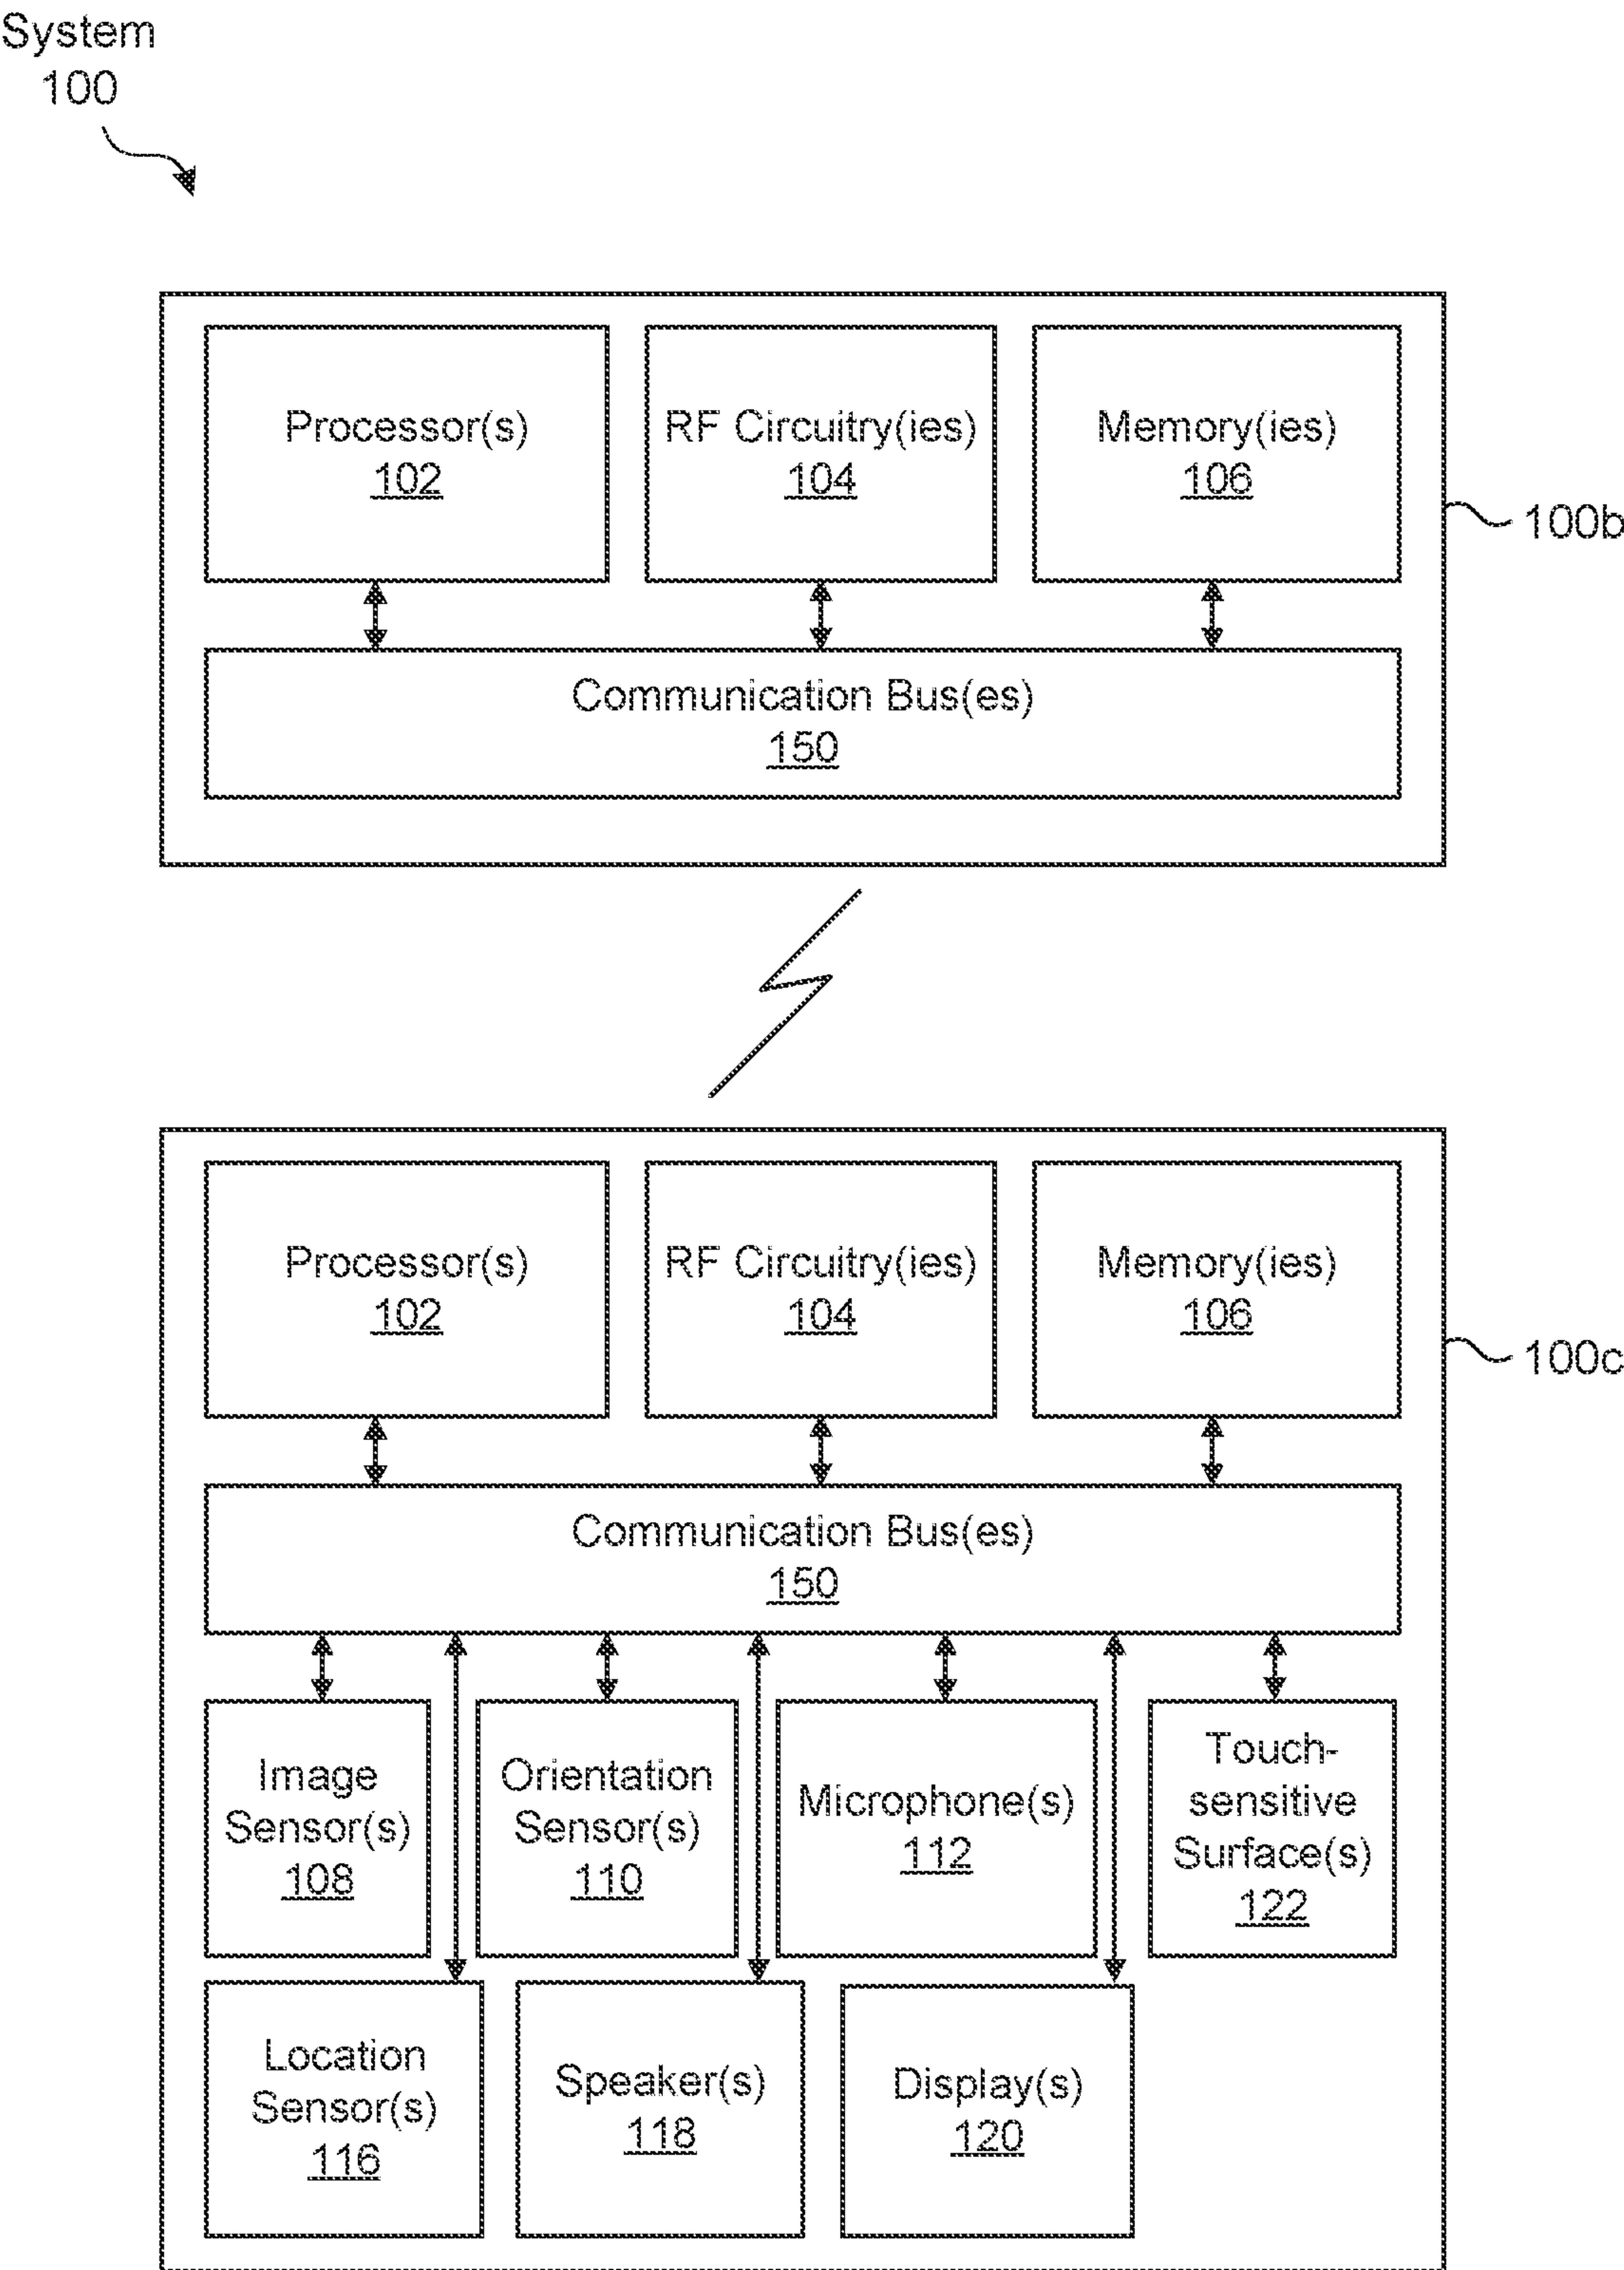 System
100
Processor(s)
102
RF Circuitry(ies)
104
Memory(ies)
106
100b
Communication Bus(es)
150
Processor(s)
102
RF Circuitry(ies)
104
Memory(ies)
106
100c
Communication Bus(es)
150
Image
Sensor(s)
108
Orientation
Sensor(s)
110
Microphone(s)
112
Touch-
sensitive
Surface(s)
122
Location
Sensor(s)
116
Speaker(s)
118
Display(s)
120